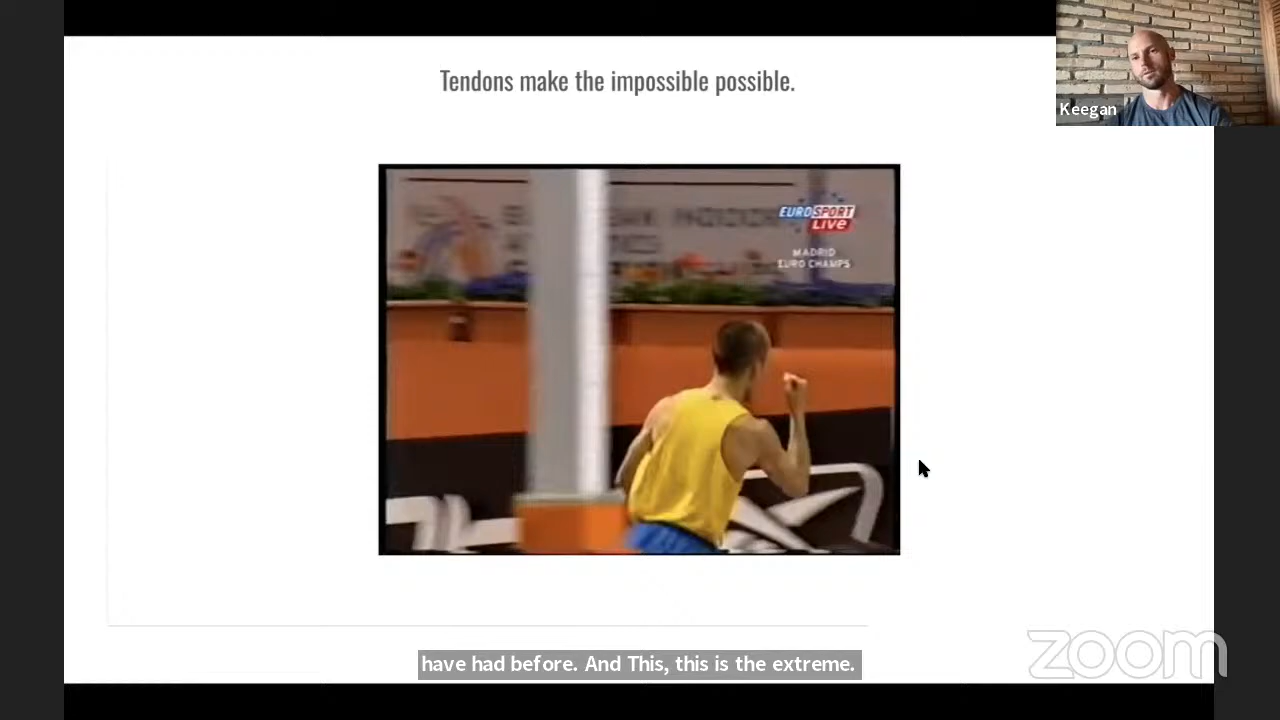 Tendons make the impossible possible.
Keegan
EUROSPORT
LIVE
MADRID
EURO CHAMPS
have had before. And This, this is the extreme.
zoom